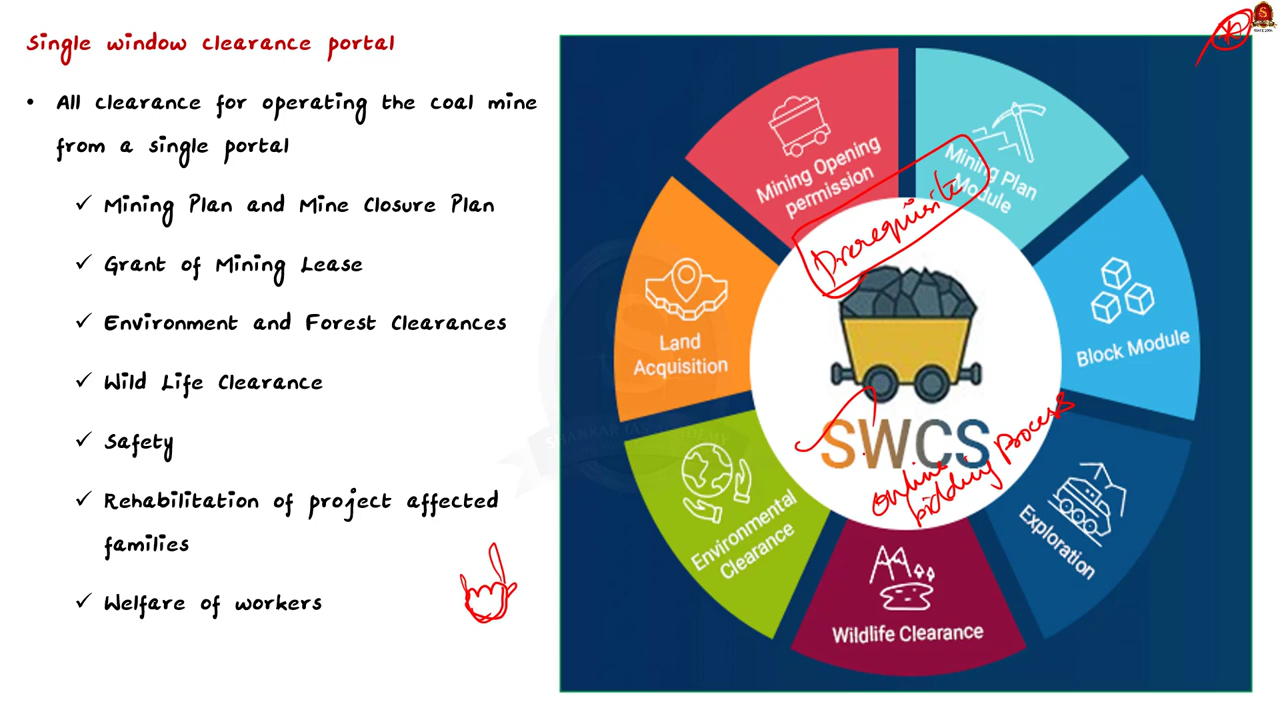 Single window clearance portal
• All clearance for operating the coal mine
from a single portal
✓ Mining Plan and Mine Closure Plan
✓ Grant of Mining Lease
✓ Environment and Forest Clearances
✓ Wild Life Clearance
✓ Safety
✓ Rehabilitation of project affected
families
✓ Welfare of workers
Mining Opening
permission
Mining Plan
Module
Block Module
Exploration
Wildlife Clearance
Environmental
Clearance
Land
Acquisition
Prerequisite
SWCS
Online
bidding Process